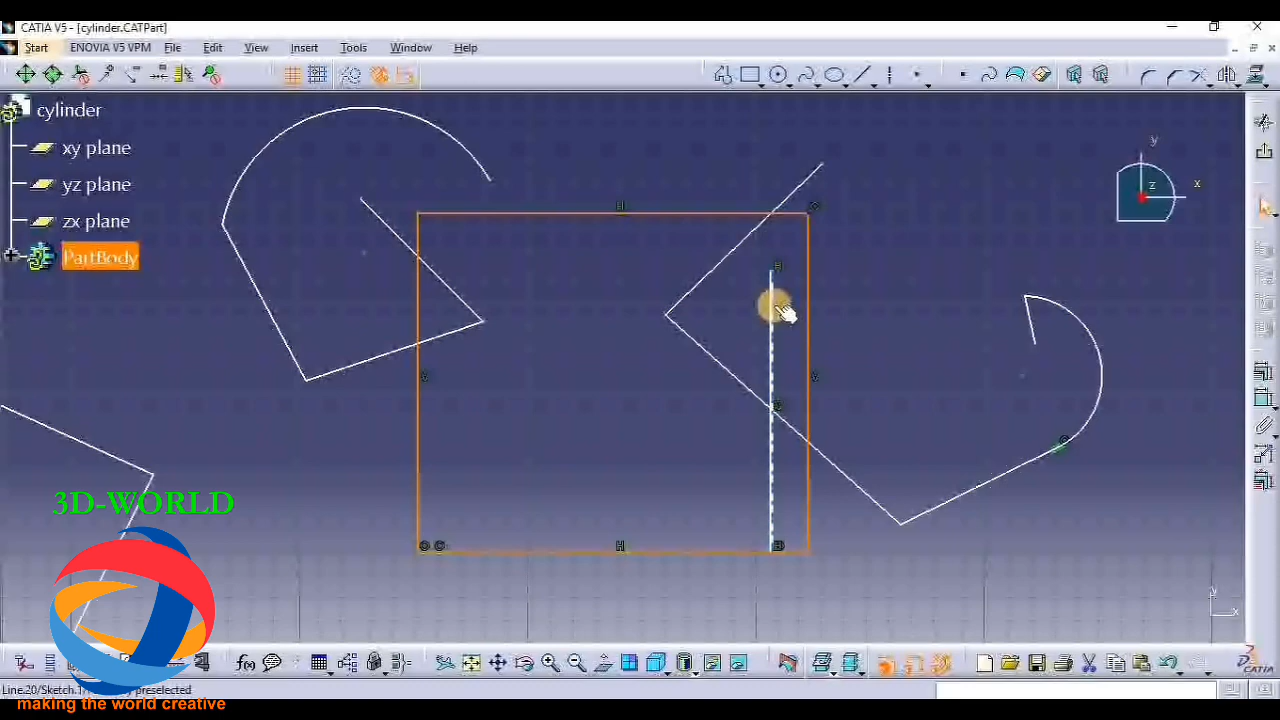 CATIA V5 - [cylinder.CATPart]
Start ENOVIA V5 VPM File Edit View Insert Tools Window Help
cylinder
xy plane
yz plane
zx plane
PartBody
y
z
x
H
H
V
V
H
3D-WORLD
y
x
f(x)
CATIA
Line.20/Sketch.1/
preselected
making the world creative